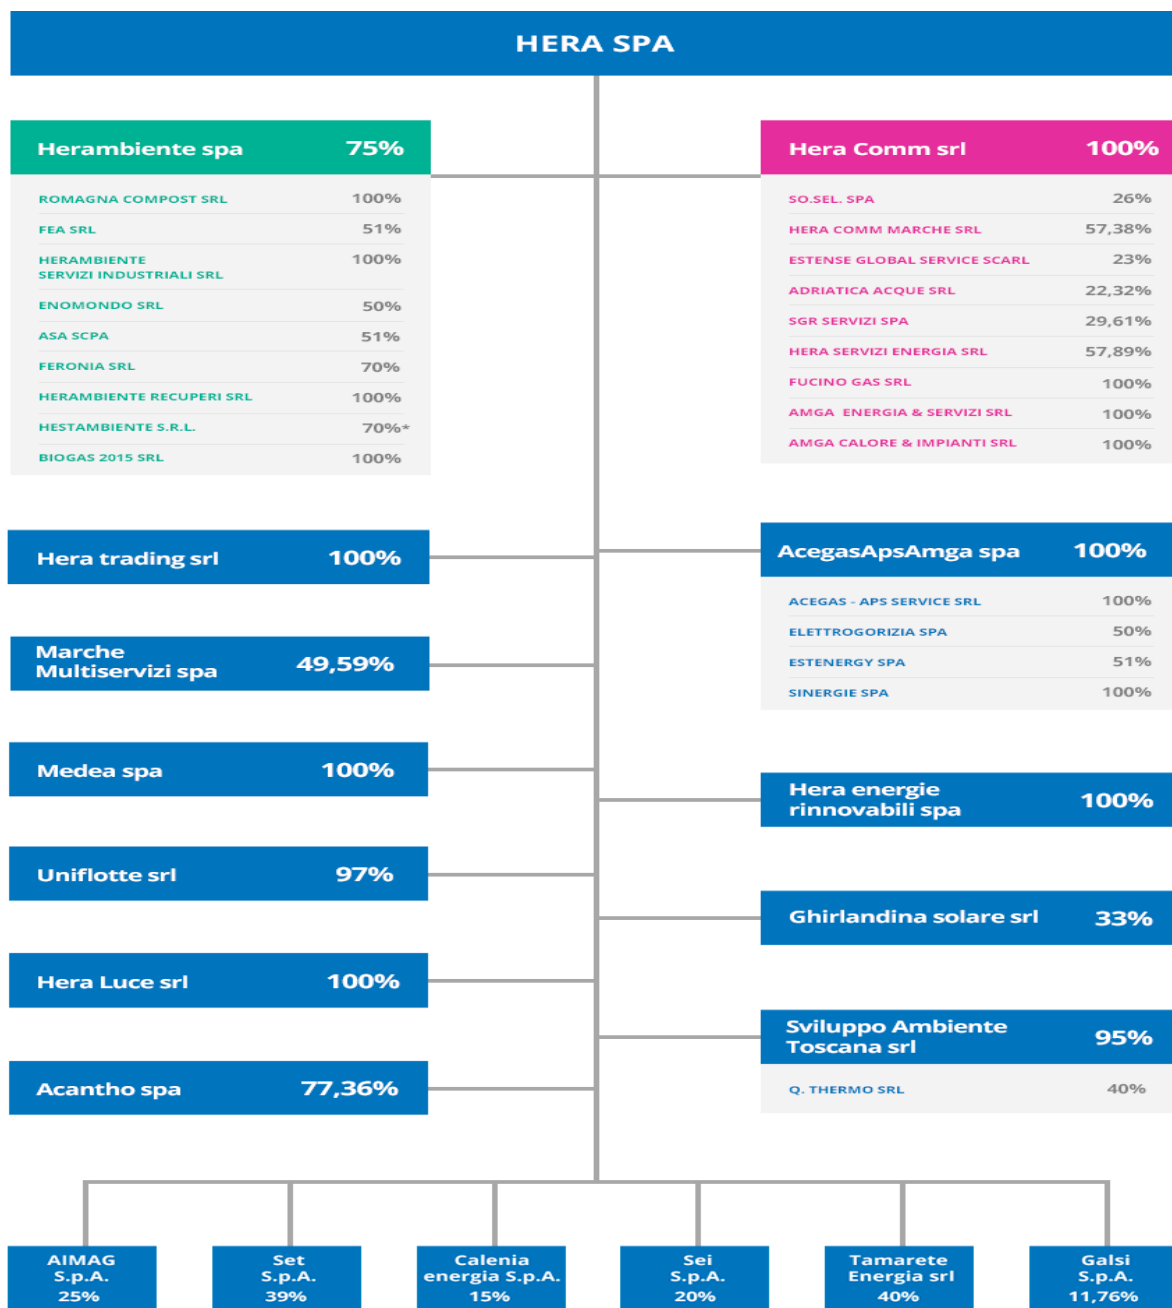 HERA SPA
Herambiente spa 75%
ROMAGNA COMPOST SRL 100%
FEA SRL 51%
HERAMBIENTE
SERVIZI INDUSTRIALI SRL 100%
ENOMONDO SRL 50%
ASA SCPA 51%
FERONIA SRL 70%
HERAMBIENTE RECUPERI SRL 100%
HESTAMBIENTE S.R.L. 70%*
BIOGAS 2015 SRL 100%
Hera trading srl 100%
Marche
Multiservizi spa 49,59%
Medea spa 100%
Uniflotte srl 97%
Hera Luce srl 100%
Acantho spa 77,36%
Hera Comm srl 100%
SO.SEL. SPA 26%
HERA COMM MARCHE SRL 57,38%
ESTENSE GLOBAL SERVICE SCARL 23%
ADRIATICA ACQUE SRL 22,32%
SGR SERVIZI SPA 29,61%
HERA SERVIZI ENERGIA SRL 57,89%
FUCINO GAS SRL 100%
AMGA ENERGIA & SERVIZI SRL 100%
AMGA CALORE & IMPIANTI SRL 100%
AcegasApsAmga spa 100%
ACEGAS - APS SERVICE SRL 100%
ELETTROGORIZIA SPA 50%
ESTENERGY SPA 51%
SINERGIE SPA 100%
Hera energie
rinnovabili spa 100%
Ghirlandina solare srl 33%
Sviluppo Ambiente
Toscana srl 95%
Q. THERMO SRL 40%
AIMAG
S.p.A.
25%
Set
S.p.A.
39%
Calenia
energia S.p.A.
15%
Sei
S.p.A.
20%
Tamarete
Energia srl
40%
Galsi
S.p.A.
11,76%